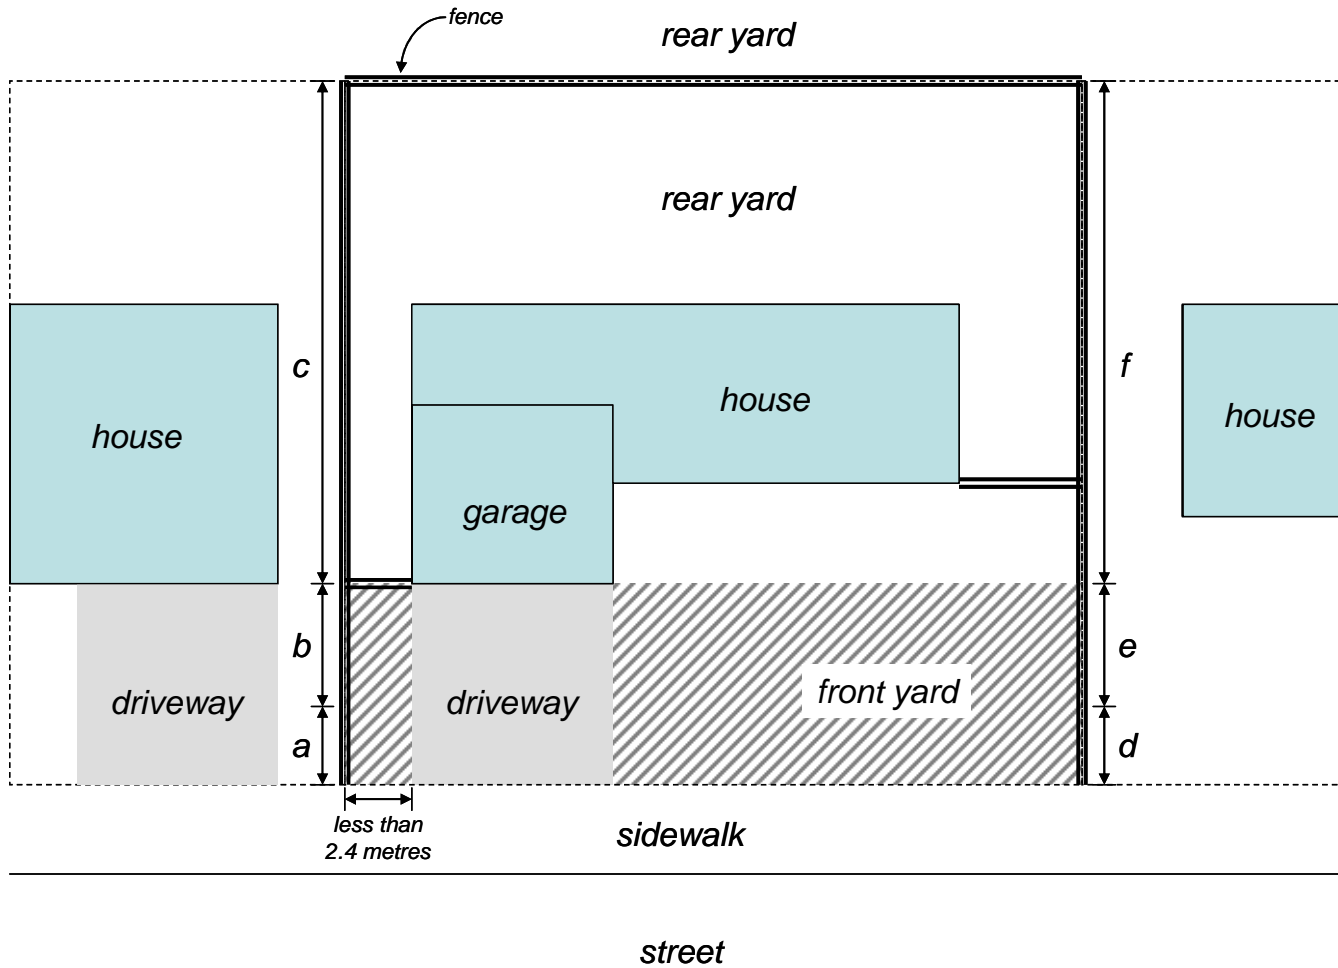 fence
rear yard
rear yard
c
f
house
house
house
garage
b
e
driveway
driveway
front yard
a
d
less than
2.4 metres
sidewalk
street